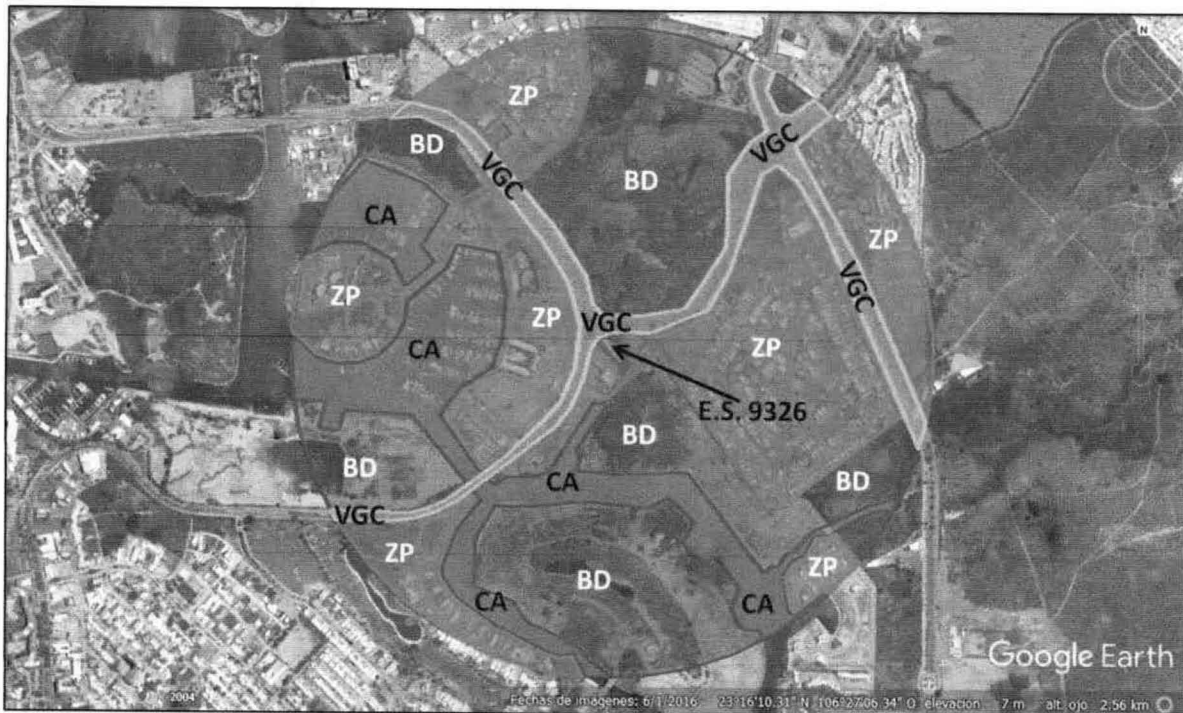 N
ZP
BD
VGC
VGC
BD
CA
ZP
ZP
VGC
ZP
VGC
CA
ZP
E.S. 9326
BD
BD
CA
BD
VGC
ZP
ZP
BD
CA
CA
Google Earth
2004
Fechas de imágenes: 6/1/2016 23°16'10.31" N 106°27'06.34" O elevación 7 m alt. ojo 2.56 km